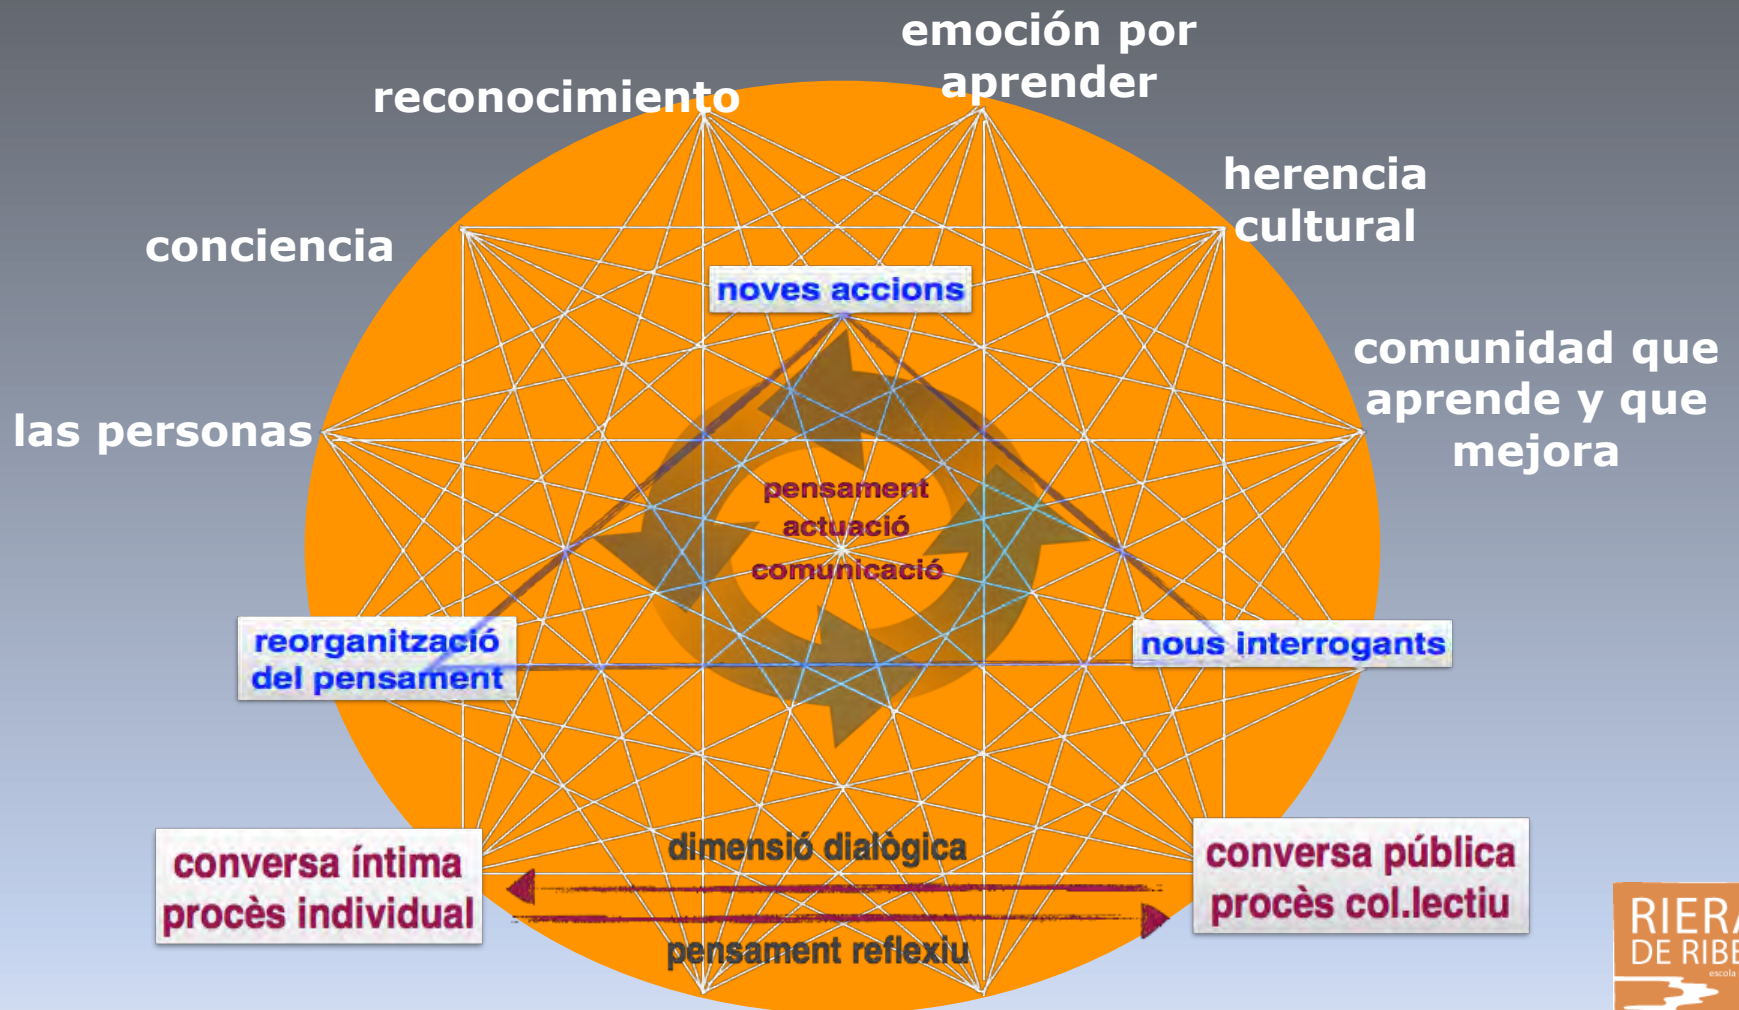 emoción por
aprender
reconocimiento
herencia
cultural
conciencia
noves accions
comunidad que
aprende y que
mejora
las personas
pensament
actuació
comunicació
reorganització
del pensament
nous interrogants
dimensió dialògica
conversa íntima
procès individual
conversa pública
procès col.lectiu
pensament reflexiu
RIERA
DE RIBE
escola